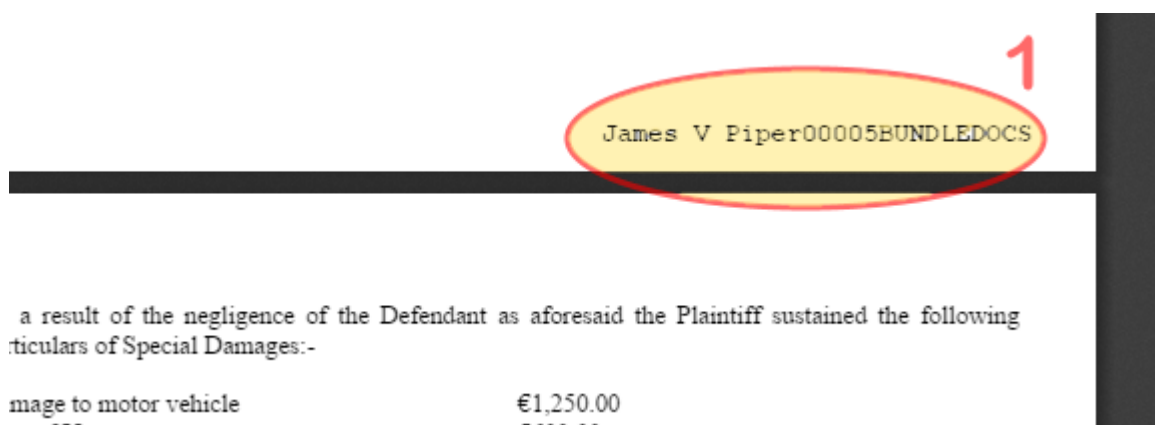 1
James V Piper00005BUNDLEDOCS
a result of the negligence of the Defendant as aforesaid the Plaintiff sustained the following
rticulars of Special Damages:-
mage to motor vehicle €1,250.00